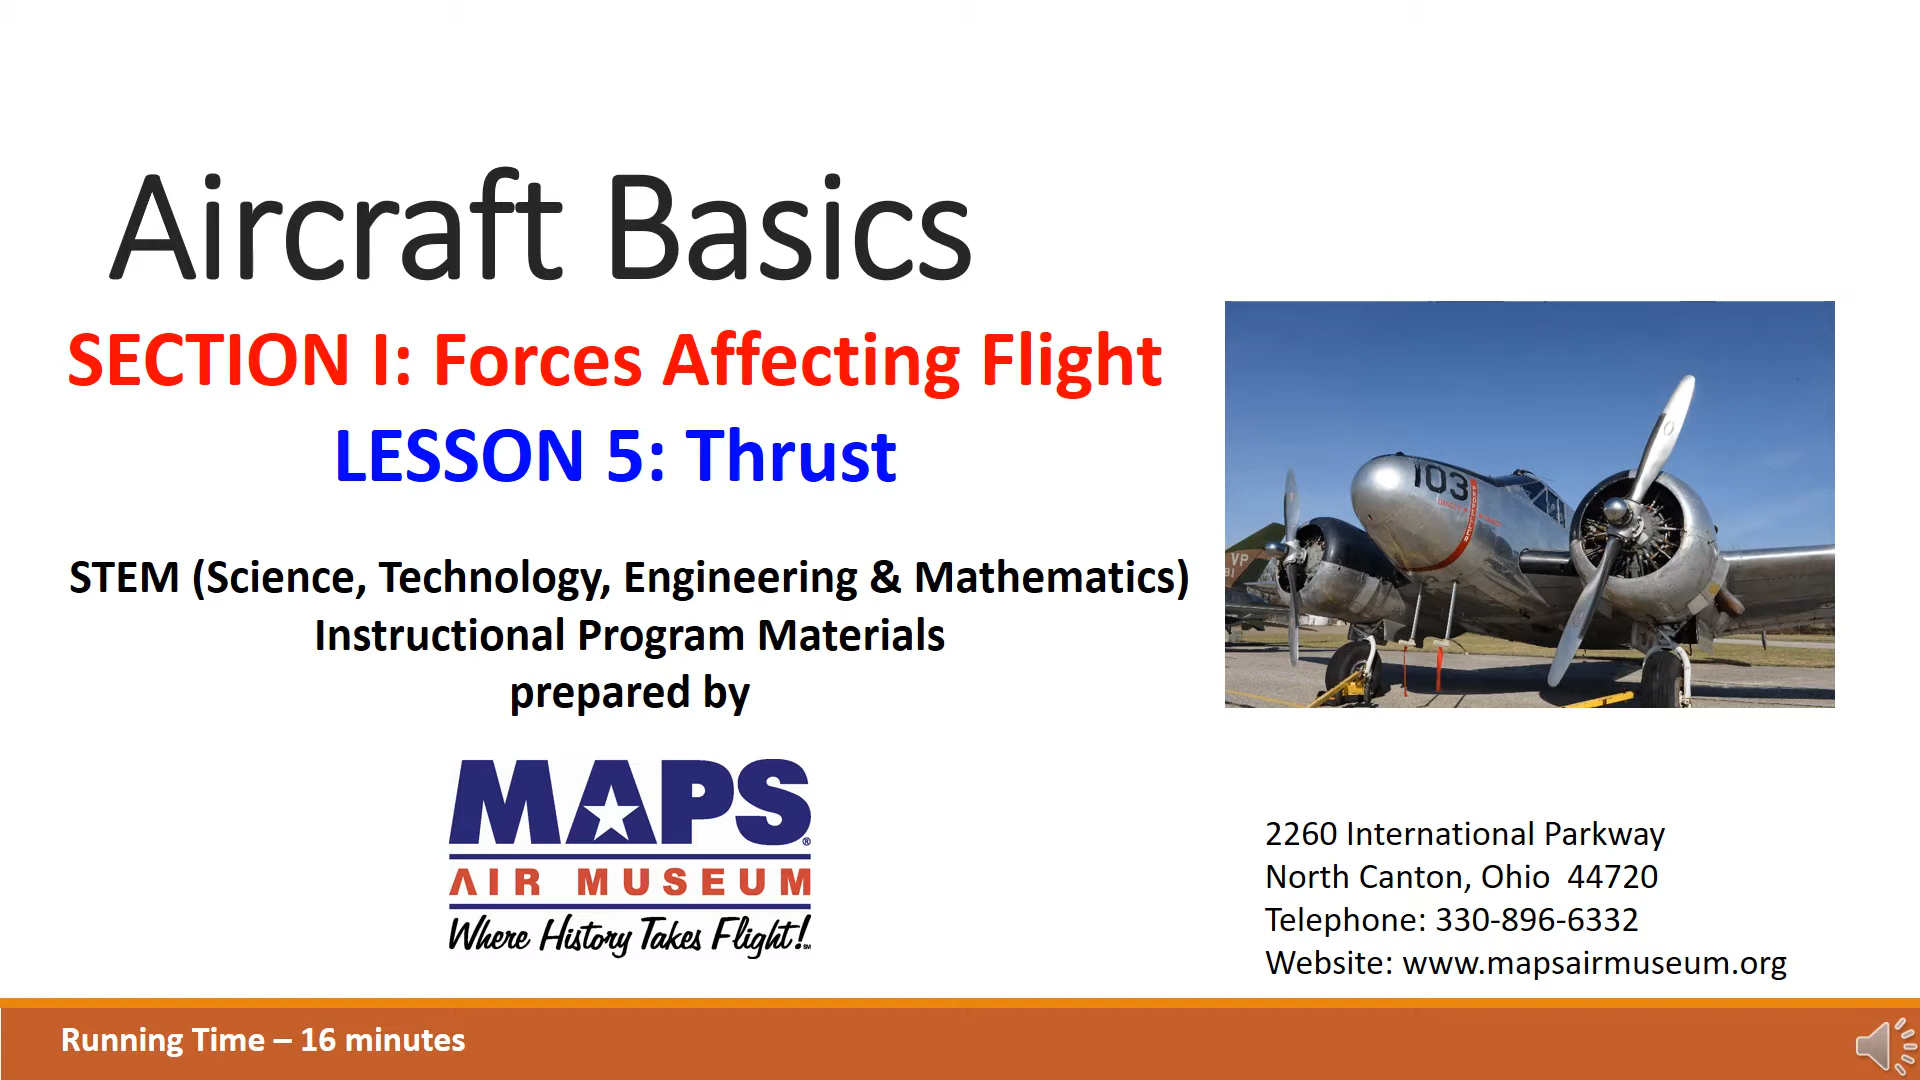 Aircraft Basics
SECTION I: Forces Affecting Flight
LESSON 5: Thrust
STEM (Science, Technology, Engineering & Mathematics)
Instructional Program Materials
prepared by
MAPS®
AIR MUSEUM
Where History Takes Flight! SM
103
VP
2260 International Parkway
North Canton, Ohio 44720
Telephone: 330-896-6332
Website: www.mapsairmuseum.org
Running Time – 16 minutes